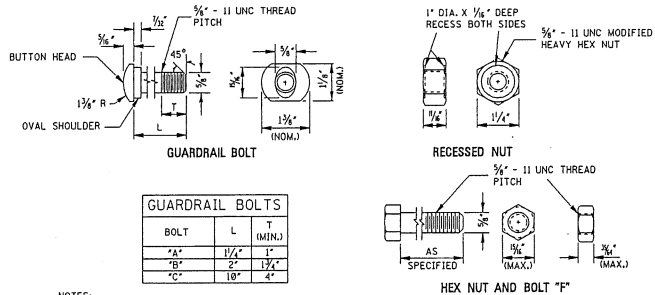 7/32"
5/8" - 11 UNC THREAD
PITCH
5/16"
45°
5/8"
BUTTON HEAD
15/16"
5/8"
1 1/8"
(NOM.)
1 3/8" R
T
OVAL SHOULDER
L
1 3/8"
(NOM.)
GUARDRAIL BOLT
1" DIA. X 1/16" DEEP
RECESS BOTH SIDES
5/8" - 11 UNC MODIFIED
HEAVY HEX NUT
11/16"
1 1/4"
RECESSED NUT
GUARDRAIL BOLTS
BOLT L T (MIN.)
"A" 1 1/4" 1"
"B" 2" 1 3/4"
"C" 10" 4"
5/8" - 11 UNC THREAD
PITCH
5/8"
AS
SPECIFIED
15/16"
(MAX.)
(MAX.)
HEX NUT AND BOLT "F"
NOTES: